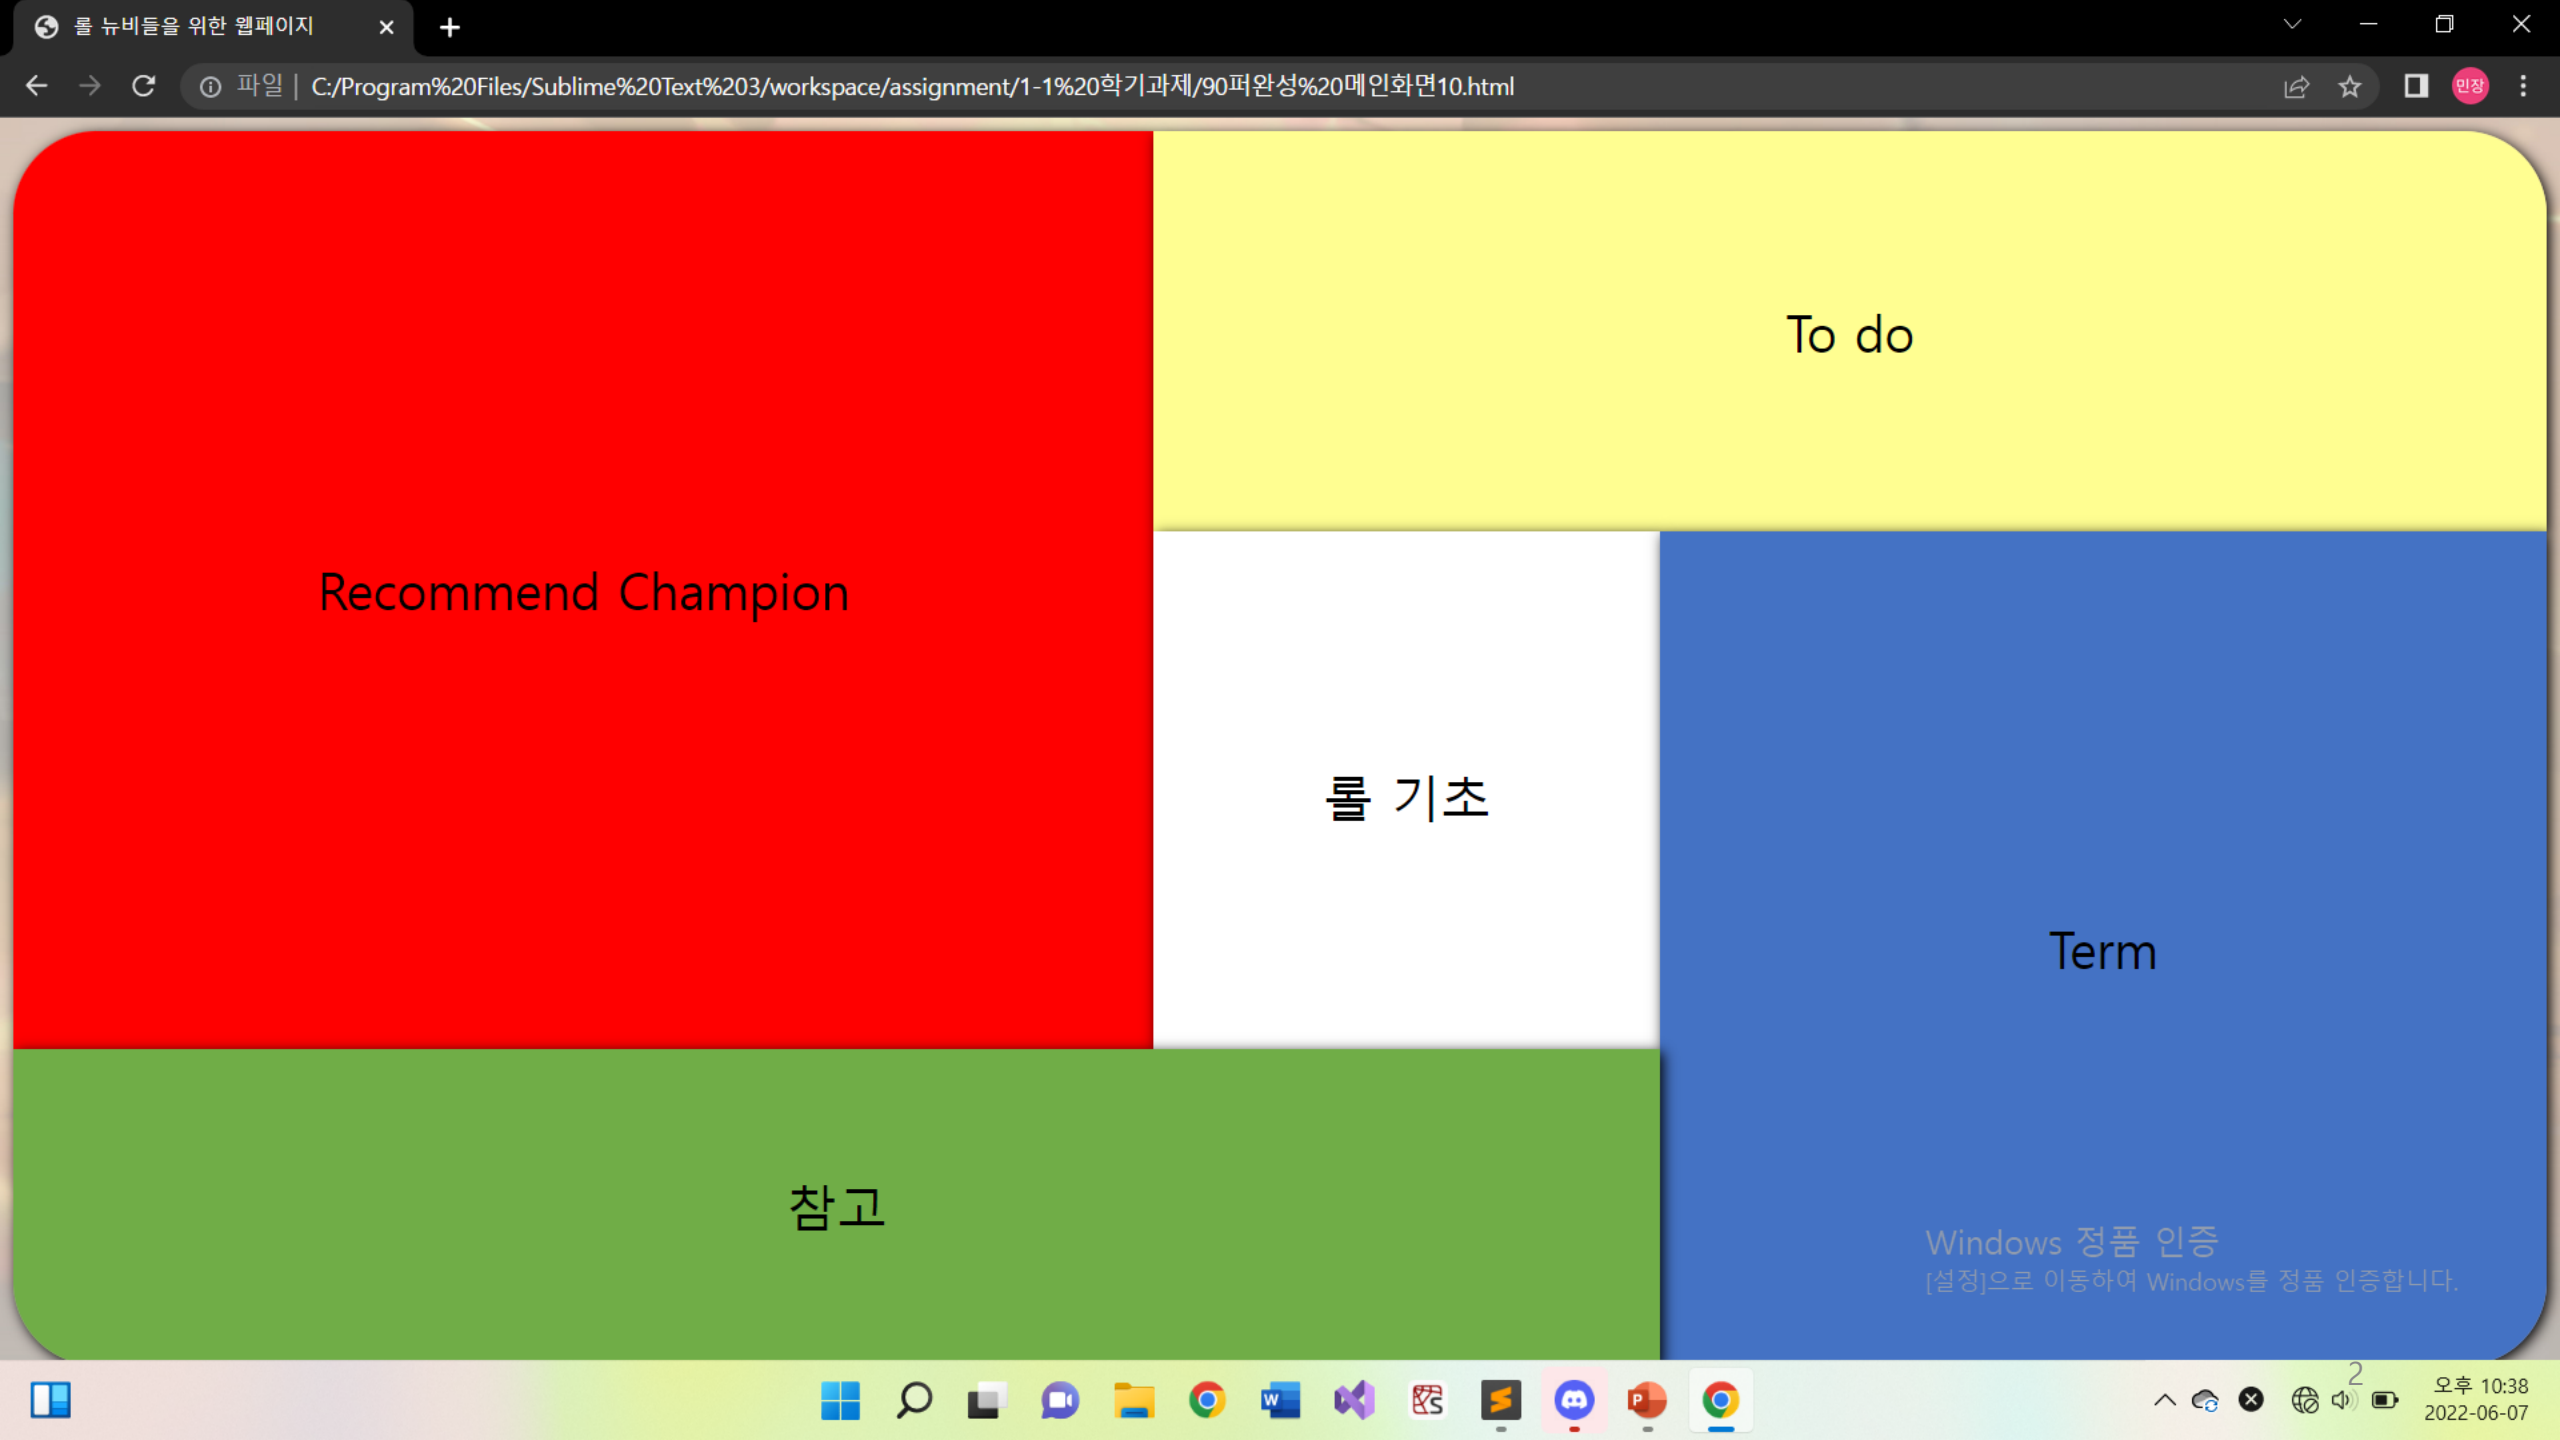 롤 뉴비들을 위한 웹페이지
파일 | C:/Program%20Files/Sublime%20Text%203/workspace/assignment/1-1%20학기과제/90퍼완성%20메인화면10.html
민장
To do
Recommend Champion
롤 기초
Term
참고
Windows 정품 인증
[설정]으로 이동하여 Windows를 정품 인증합니다.
2
오후 10:38
2022-06-07